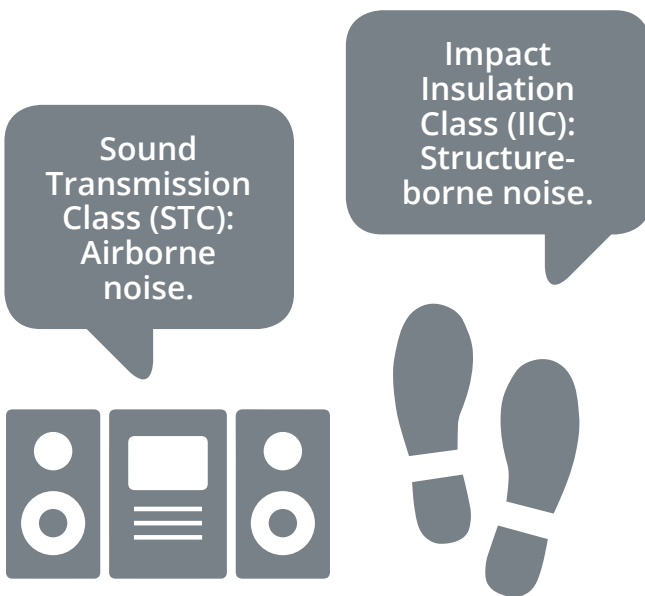 Sound
Transmission
Class (STC):
Airborne
noise.
Impact
Insulation
Class (IIC):
Structure-
borne noise.